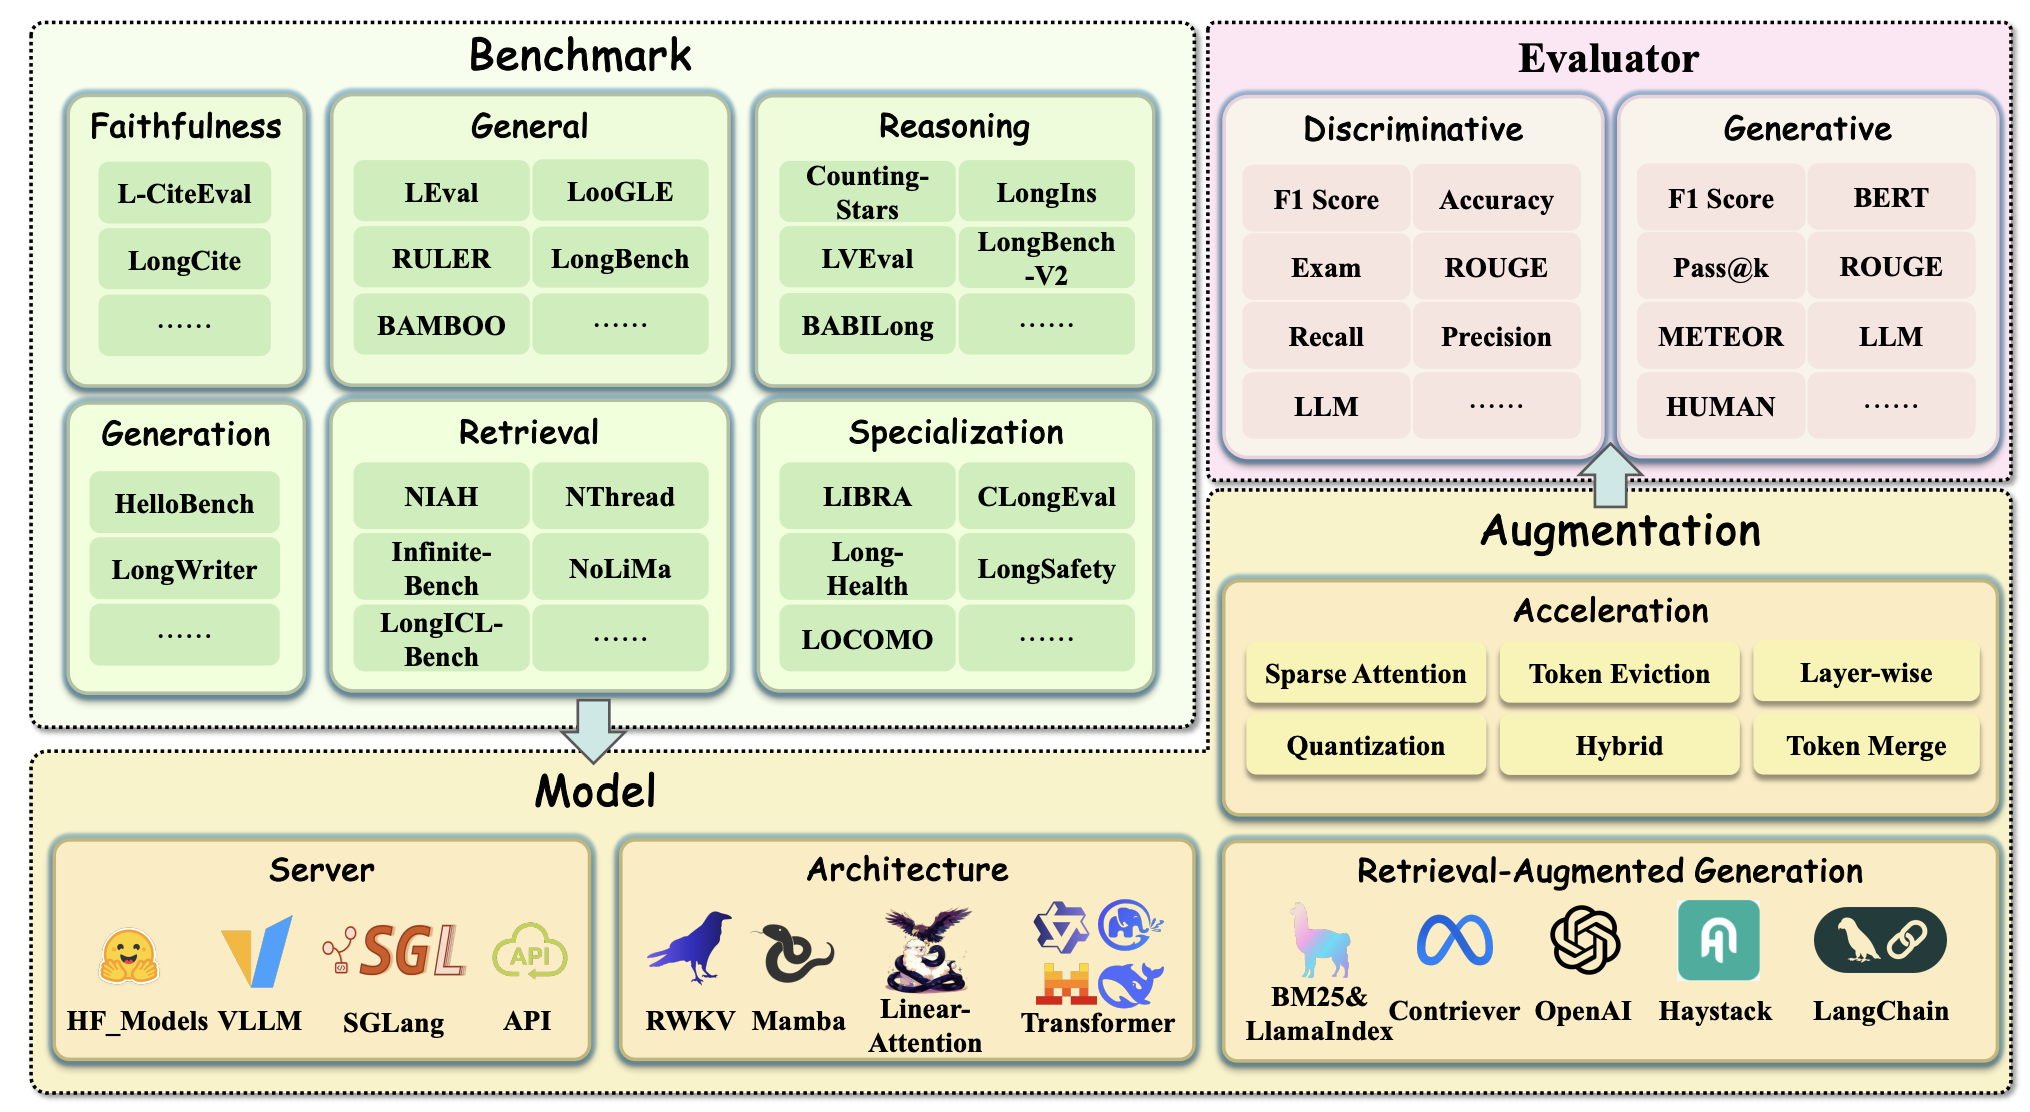 Benchmark
Faithfulness
L-CiteEval
LongCite
······
General
LEval
LooGLE
RULER
LongBench
BAMBOO
······
Reasoning
Counting-
Stars
LongIns
LVEval
LongBench
-V2
BABILong
······
Generation
HelloBench
LongWriter
······
Retrieval
NIAH
NThread
Infinite-
Bench
NoLiMa
LongICL-
Bench
······
Specialization
LIBRA
CLongEval
Long-
Health
LongSafety
LOCOMO
······
Evaluator
Discriminative
F1 Score
Accuracy
Exam
ROUGE
Recall
Precision
LLM
······
Generative
F1 Score
BERT
Pass@k
ROUGE
METEOR
LLM
HUMAN
······
Augmentation
Acceleration
Sparse Attention
Token Eviction
Layer-wise
Quantization
Hybrid
Token Merge
Model
Server
HF_Models
VLLM
SGL
SGLang
API
API
Architecture
RWKV
Mamba
Linear-
Attention
Transformer
Retrieval-Augmented Generation
BM25&
LlamaIndex
Contriever
OpenAI
Haystack
LangChain